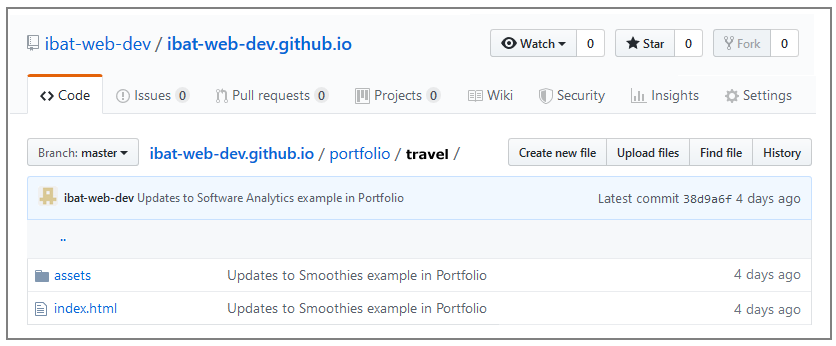 ibat-web-dev / ibat-web-dev.github.io Watch 0 Star 0 Fork 0
Code Issues 0 Pull requests 0 Projects 0 Wiki Security Insights Settings
Branch: master ibat-web-dev.github.io / portfolio / travel / Create new file Upload files Find file History
ibat-web-dev Updates to Software Analytics example in Portfolio Latest commit 38d9a6f 4 days ago
..
assets Updates to Smoothies example in Portfolio 4 days ago
index.html Updates to Smoothies example in Portfolio 4 days ago